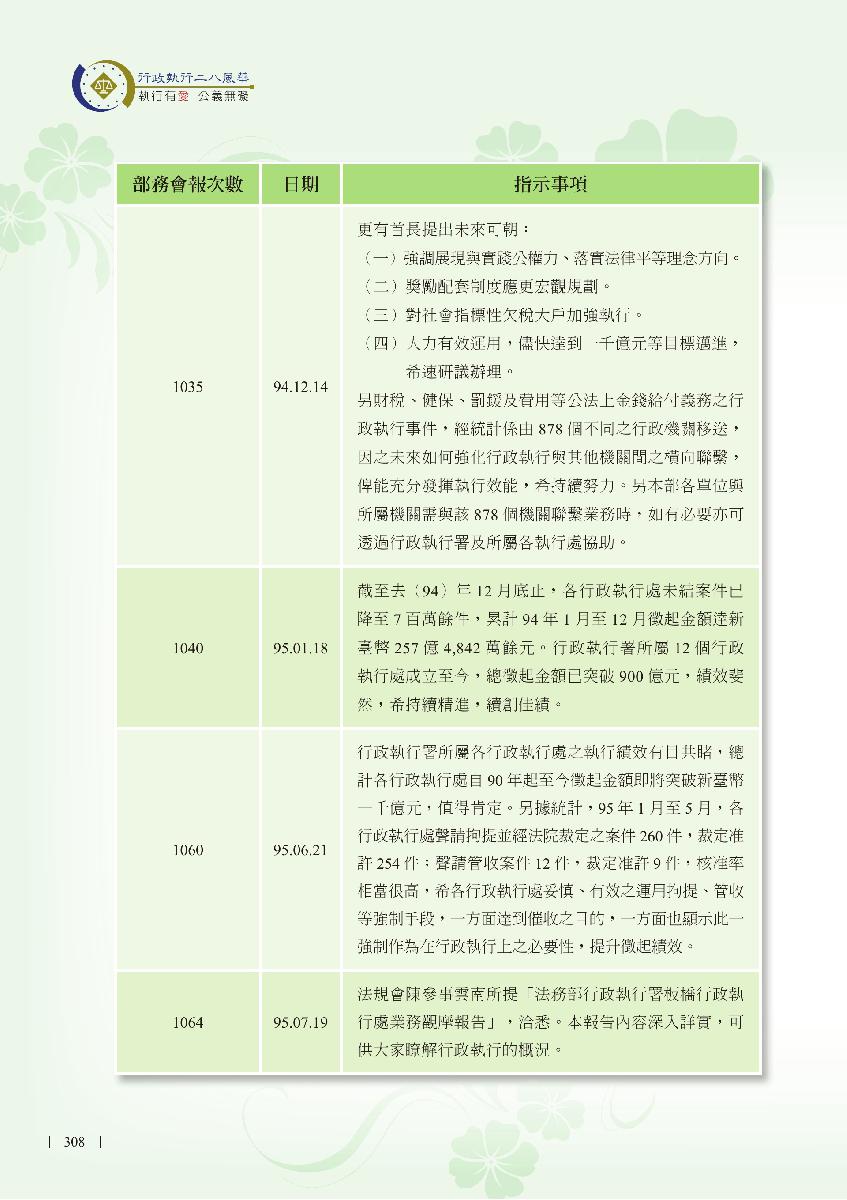 行政執行二八風華
執行有愛 公義無礙
部務會報次數 日期 指示事項
更有首長提出未來可朝：
（一）強調展現與實踐公權力、落實法律平等理念方向。
（二）獎勵配套制度應更宏觀規劃。
（三）對社會指標性欠稅大戶加強執行。
（四）人力有效運用，儘快達到一千億元等目標邁進，
希速研議辦理。
1035 94.12.14
另財稅、健保、罰鍰及費用等公法上金錢給付義務之行
政執行事件，經統計係由 878 個不同之行政機關移送，
因之未來如何強化行政執行與其他機關間之橫向聯繫，
俾能充分發揮執行效能，希持續努力。另本部各單位與
所屬機關需與該 878 個機關聯繫業務時，如有必要亦可
透過行政執行署及所屬各執行處協助。
截至去（94）年 12 月底止，各行政執行處未結案件已
降至 7 百萬餘件，累計 94 年 1 月至 12 月徵起金額達新
1040 95.01.18 臺幣 257 億 4,842 萬餘元。行政執行署所屬 12 個行政
執行處成立至今，總徵起金額已突破 900 億元，績效斐
然，希持續精進，續創佳績。
行政執行署所屬各行政執行處之執行績效有目共睹，總
計各行政執行處自 90 年起至今徵起金額即將突破新臺幣
一千億元，值得肯定。另據統計，95 年 1 月至 5 月，各
行政執行處聲請拘提並經法院裁定之案件 260 件，裁定准
1060 95.06.21
許 254 件；聲請管收案件 12 件，裁定准許 9 件，核准率
相當很高，希各行政執行處妥慎、有效之運用拘提、管收
等強制手段，一方面達到催收之目的，一方面也顯示此一
強制作為在行政執行上之必要性，提升徵起績效。
法規會陳參事雲南所提「法務部行政執行署板橋行政執
1064 95.07.19 行處業務觀摩報告」，洽悉。本報告內容深入詳實，可
供大家瞭解行政執行的概況。
308